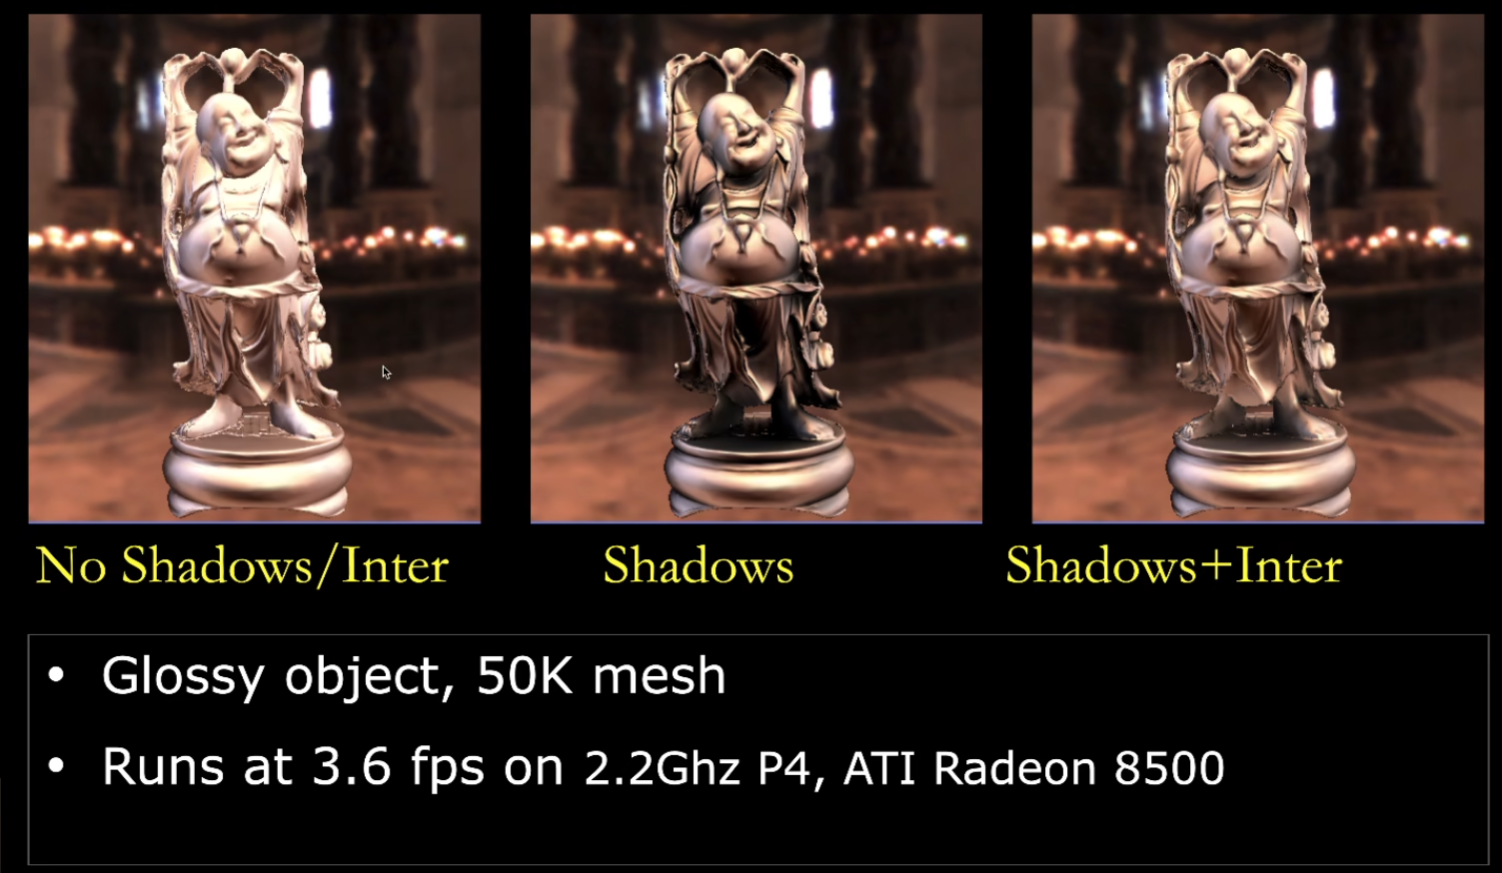 No Shadows/Inter
Shadows
Shadows+Inter
• Glossy object, 50K mesh
• Runs at 3.6 fps on 2.2Ghz P4, ATI Radeon 8500